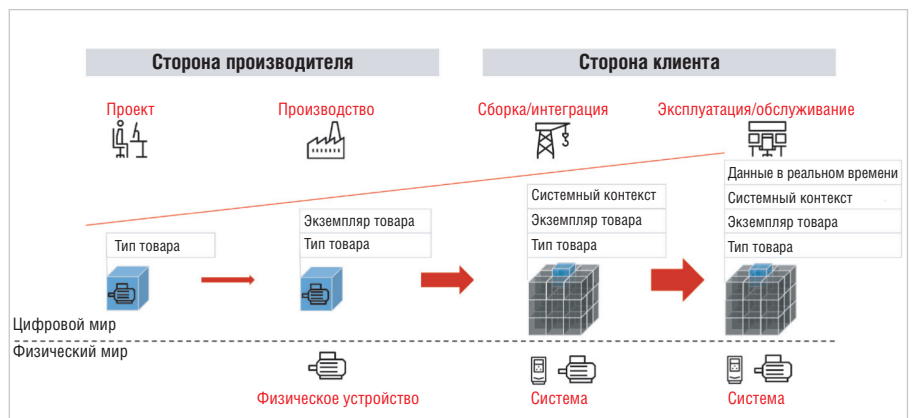 Сторона производителя
Сторона клиента
Проект
Производство
Сборка/интеграция
Эксплуатация/обслуживание
Данные в реальном времени
Системный контекст
Системный контекст
Экземпляр товара
Экземпляр товара
Экземпляр товара
Тип товара
Тип товара
Тип товара
Тип товара
Цифровой мир
Физический мир
Физическое устройство
Система
Система